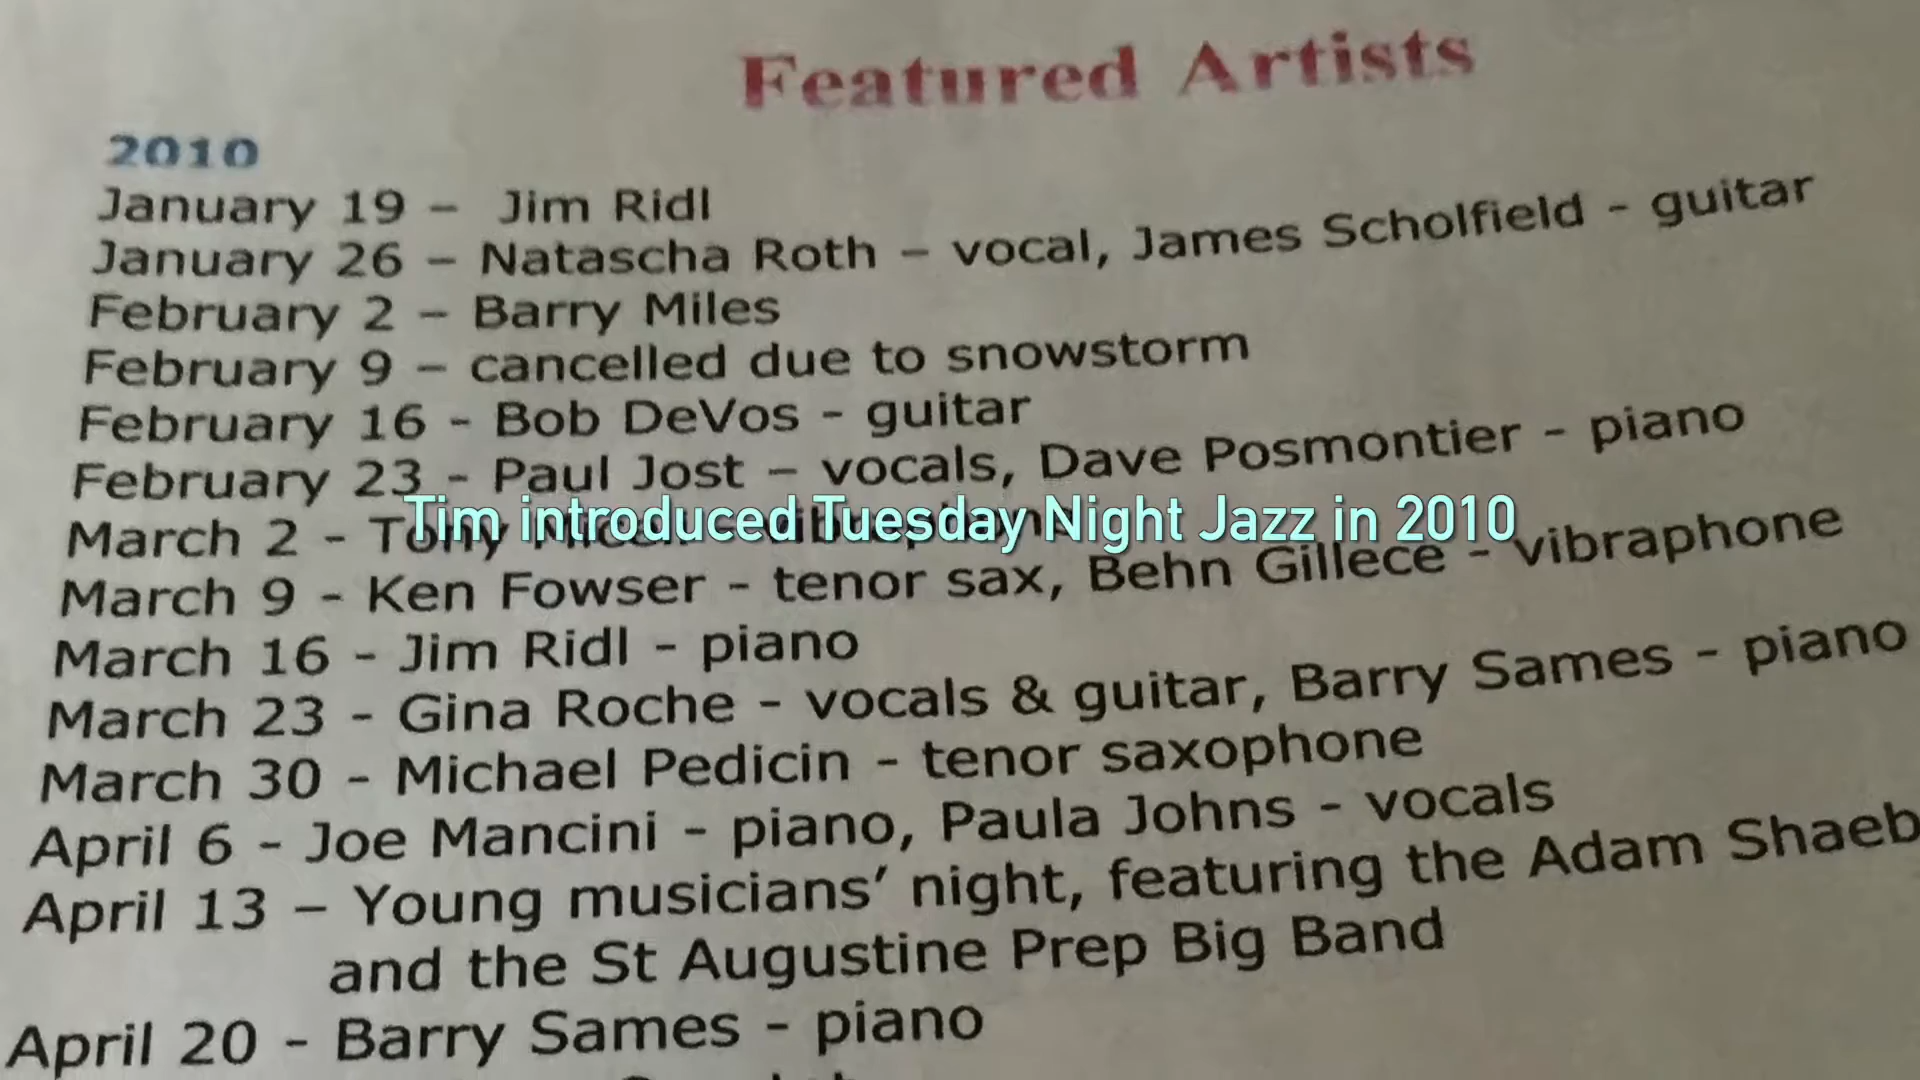 Featured Artists
2010
January 19 – Jim Ridl
January 26 – Natascha Roth – vocal, James Scholfield - guitar
February 2 – Barry Miles
February 9 – cancelled due to snowstorm
February 16 - Bob DeVos - guitar
February 23 - Paul Jost – vocals, Dave Posmontier - piano
Tim introduced Tuesday Night Jazz in 2010
March 2 - Tony
March 9 - Ken Fowser - tenor sax, Behn Gillece - vibraphone
March 16 - Jim Ridl - piano
March 23 - Gina Roche - vocals & guitar, Barry Sames - piano
March 30 - Michael Pedicin - tenor saxophone
April 6 - Joe Mancini - piano, Paula Johns - vocals
April 13 – Young musicians’ night, featuring the Adam Shaeb
and the St Augustine Prep Big Band
April 20 - Barry Sames - piano